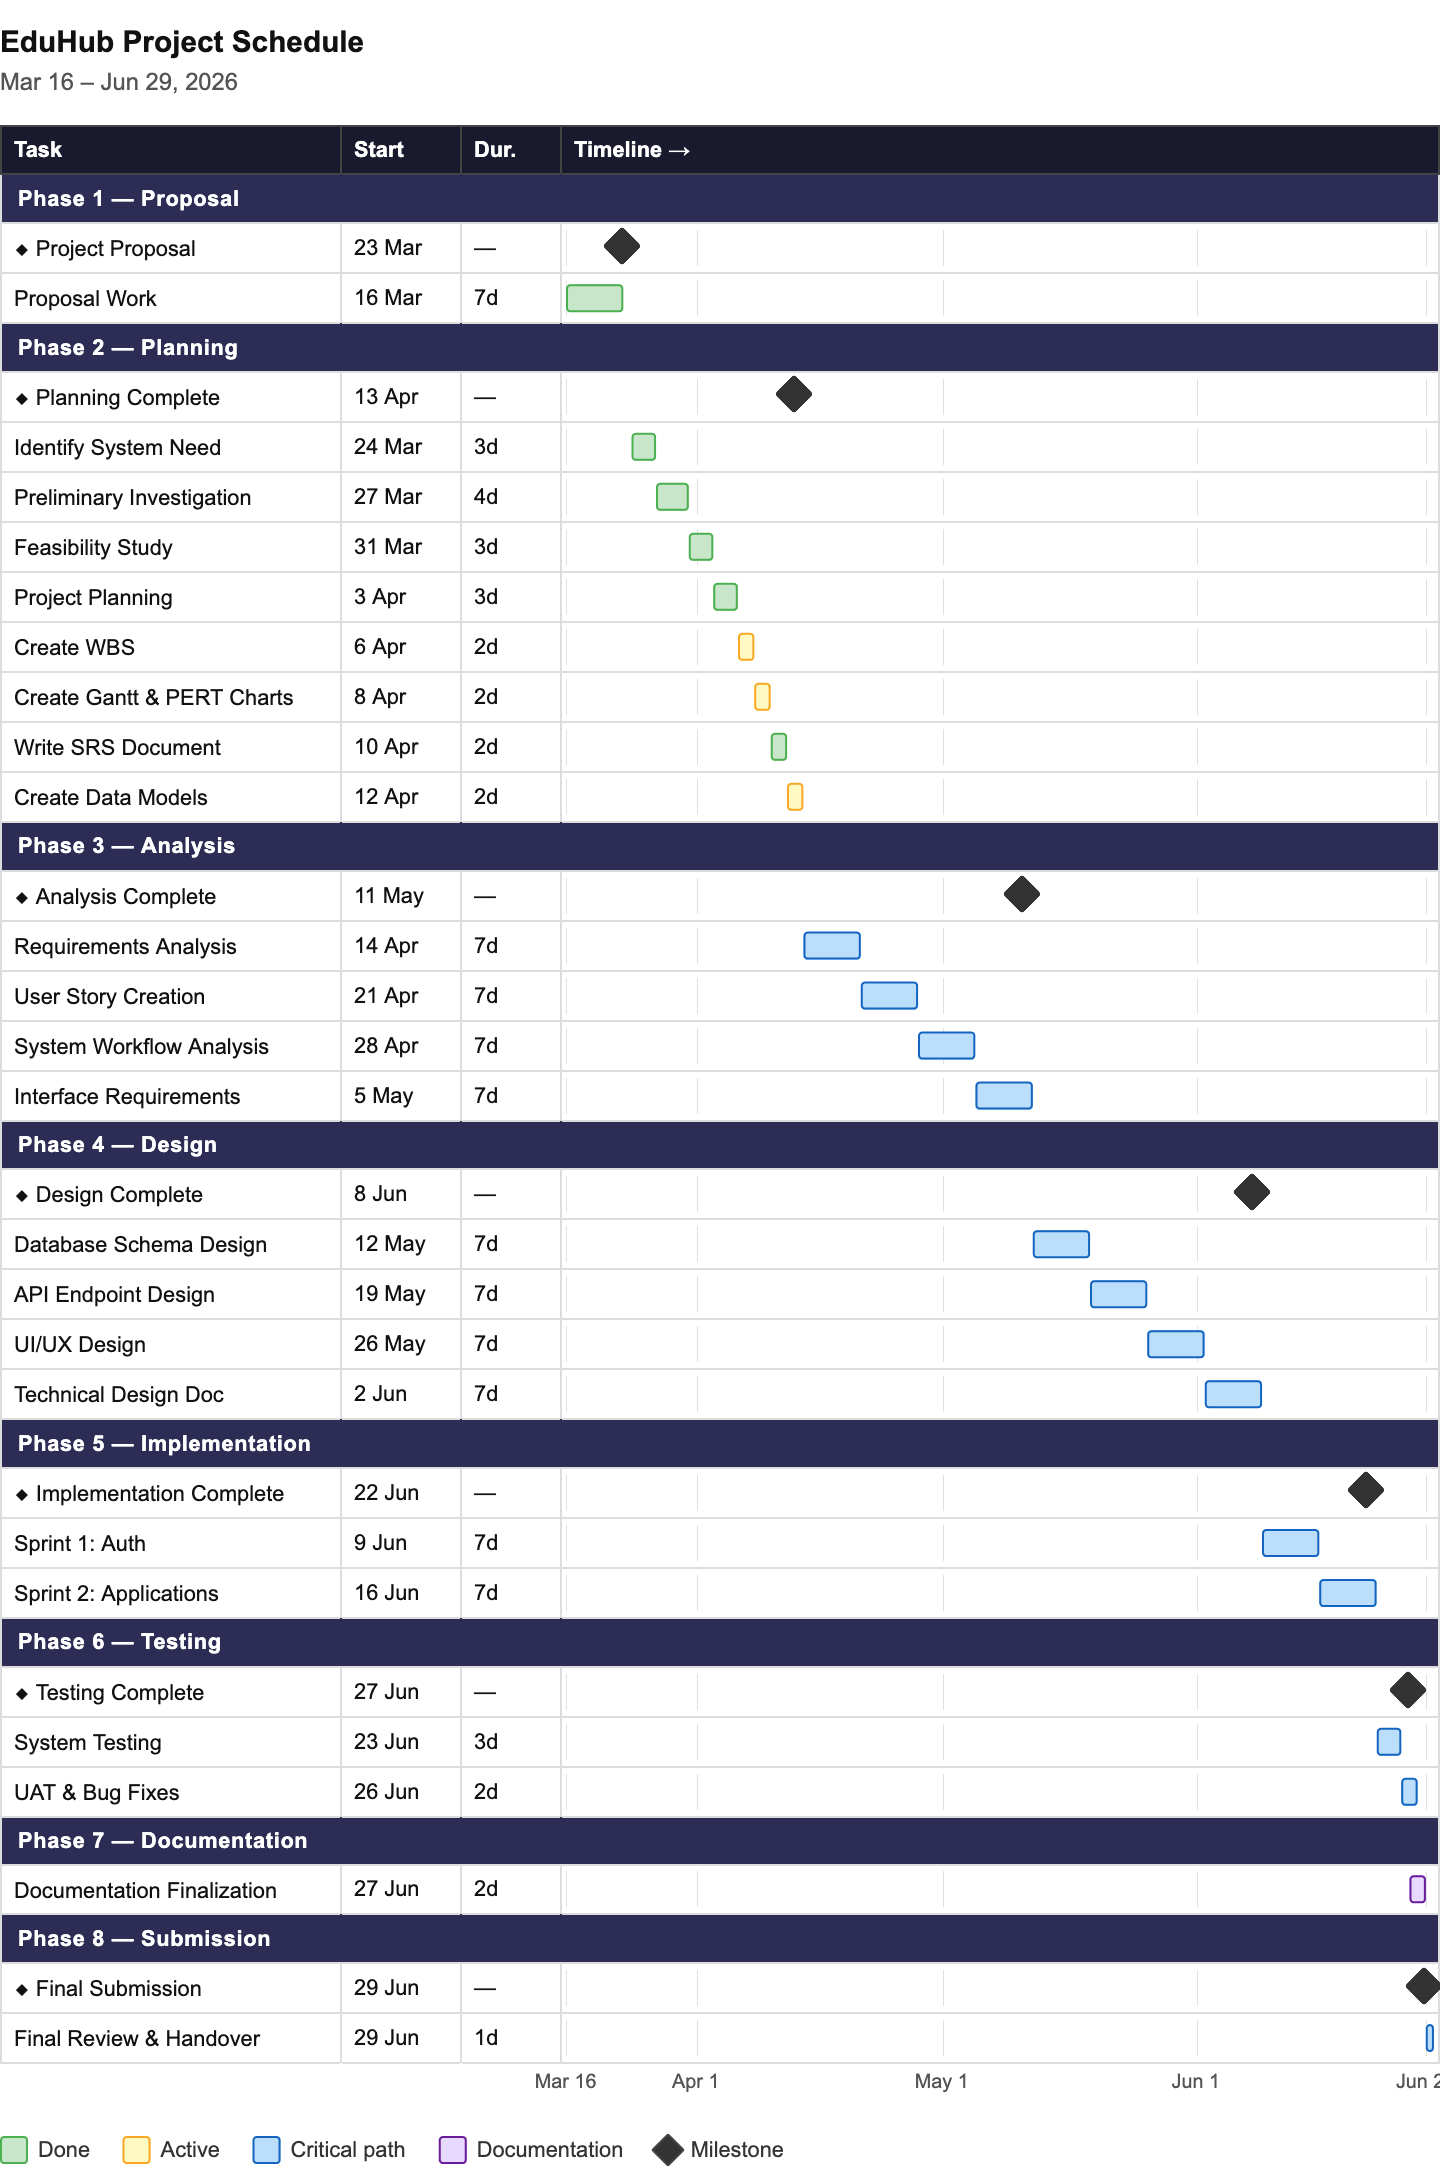 EduHub Project Schedule
Mar 16 – Jun 29, 2026
Task Start Dur. Timeline →
Phase 1 — Proposal
◆ Project Proposal 23 Mar —
Proposal Work 16 Mar 7d
Phase 2 — Planning
◆ Planning Complete 13 Apr —
Identify System Need 24 Mar 3d
Preliminary Investigation 27 Mar 4d
Feasibility Study 31 Mar 3d
Project Planning 3 Apr 3d
Create WBS 6 Apr 2d
Create Gantt & PERT Charts 8 Apr 2d
Write SRS Document 10 Apr 2d
Create Data Models 12 Apr 2d
Phase 3 — Analysis
◆ Analysis Complete 11 May —
Requirements Analysis 14 Apr 7d
User Story Creation 21 Apr 7d
System Workflow Analysis 28 Apr 7d
Interface Requirements 5 May 7d
Phase 4 — Design
◆ Design Complete 8 Jun —
Database Schema Design 12 May 7d
API Endpoint Design 19 May 7d
UI/UX Design 26 May 7d
Technical Design Doc 2 Jun 7d
Phase 5 — Implementation
◆ Implementation Complete 22 Jun —
Sprint 1: Auth 9 Jun 7d
Sprint 2: Applications 16 Jun 7d
Phase 6 — Testing
◆ Testing Complete 27 Jun —
System Testing 23 Jun 3d
UAT & Bug Fixes 26 Jun 2d
Phase 7 — Documentation
Documentation Finalization 27 Jun 2d
Phase 8 — Submission
◆ Final Submission 29 Jun —
Final Review & Handover 29 Jun 1d
Mar 16 Apr 1 May 1 Jun 1 Jun 2
Done Active Critical path Documentation Milestone